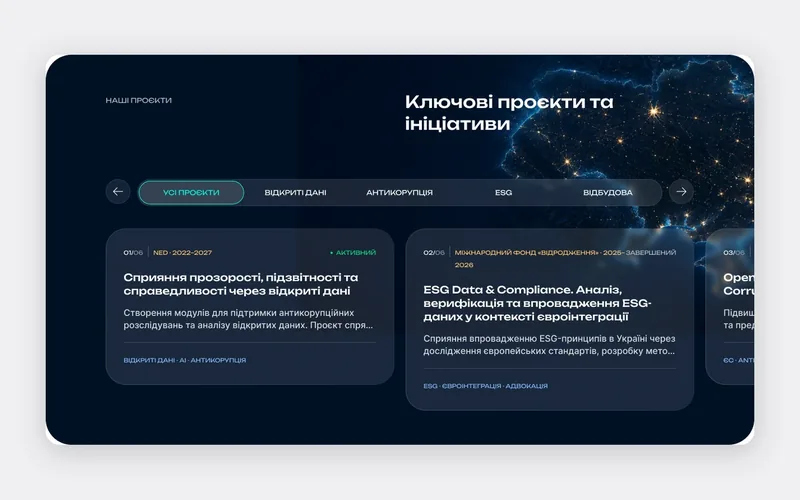 НАШІ ПРОЄКТИ
Ключові проєкти та
ініціативи
УСІ ПРОЄКТИ
ВІДКРИТІ ДАНІ
АНТИКОРУПЦІЯ
ESG
ВІДБУДОВА
01/06
NED · 2022–2027
АКТИВНИЙ
Сприяння прозорості, підзвітності та
справедливості через відкриті дані
Створення модулів для підтримки антикорупційних
розслідувань та аналізу відкритих даних. Проєкт спря...
ВІДКРИТІ ДАНІ · AI · АНТИКОРУПЦІЯ
02/06
МІЖНАРОДНИЙ ФОНД «ВІДРОДЖЕННЯ» · 2025–
2026
ЗАВЕРШЕНИЙ
ESG Data & Compliance. Аналіз,
верифікація та впровадження ESG-
даних у контексті євроінтеграції
Сприяння впровадженню ESG-принципів в Україні через
дослідження європейських стандартів, розробку мето...
ESG · ЄВРОІНТЕГРАЦІЯ · АДВОКАЦІЯ
03/06
Open
Corru
Підвищ
та пред
ЄС · ANTI